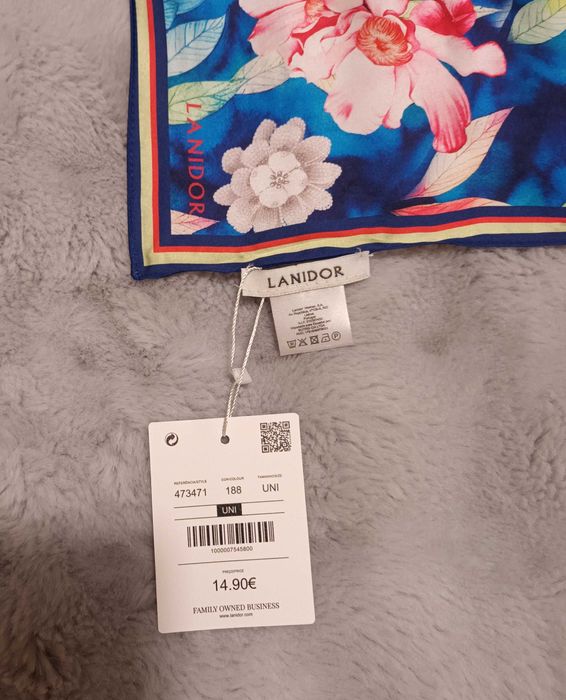 LANIDOR
LANIDOR
REFERÊNCIA/STYLE COR/COLOUR TAMANHO/SIZE
473471 188 UNI
UNI
1000007545800
PREÇO/PRICE
14.90€
FAMILY OWNED BUSINESS
www.lanidor.com